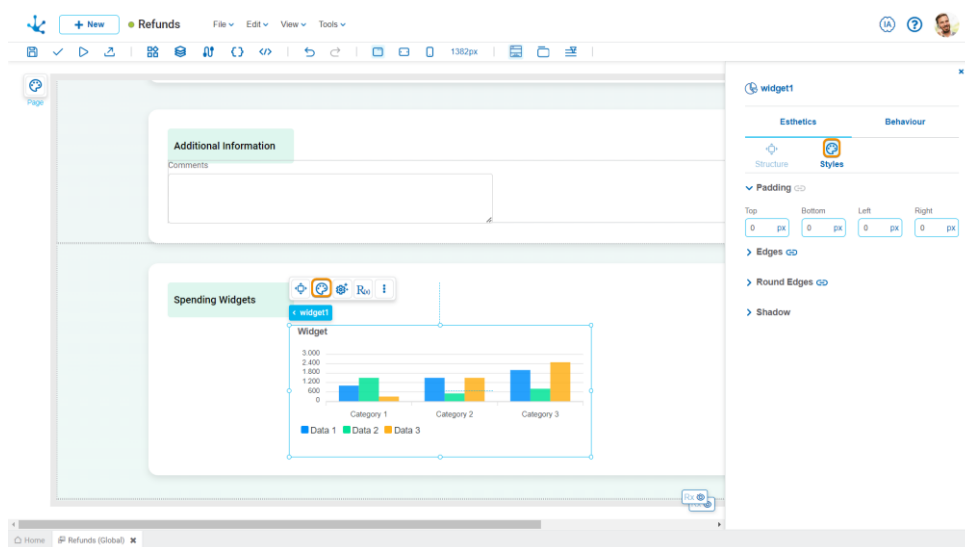 + New
Refunds
File
Edit
View
Tools
IA
?
1382px
Page
Additional Information
Comments
Spending Widgets
R(x)
widget1
Widget
3.000
2.400
1.800
1.200
600
0
Category 1
Category 2
Category 3
Data 1
Data 2
Data 3
Rx
widget1
Esthetics
Behaviour
Structure
Styles
Padding
Top
Bottom
Left
Right
0 px
0 px
0 px
0 px
Edges
Round Edges
Shadow
Home
Refunds (Global)